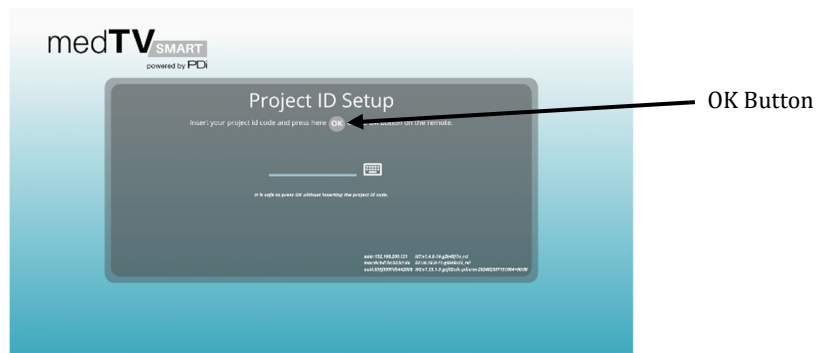 medTV SMART
powered by PDi
Project ID Setup
OK Button
Insert your project id code and press here OK OK button on the remote.
It is safe to press OK without inserting the project id code.